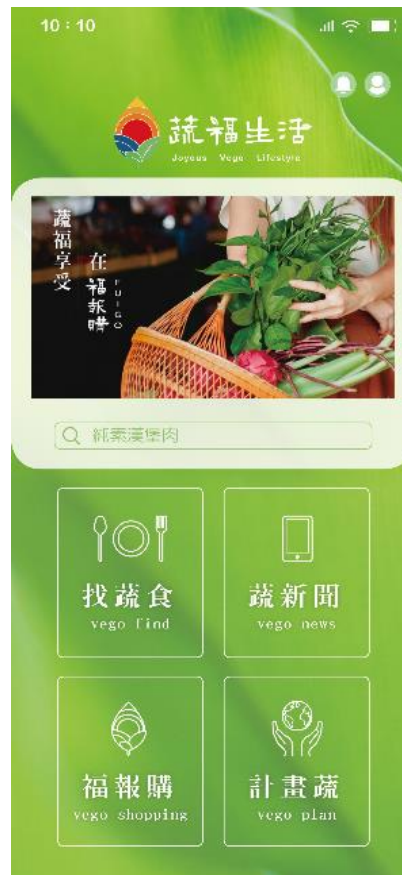 10:10
蔬福生活
Joyous Vego Lifestyle
蔬福享受
在福報購
FUIGO
純素漢堡肉
找蔬食
vego find
蔬新聞
vego news
福報購
vego shopping
計畫蔬
vego plan